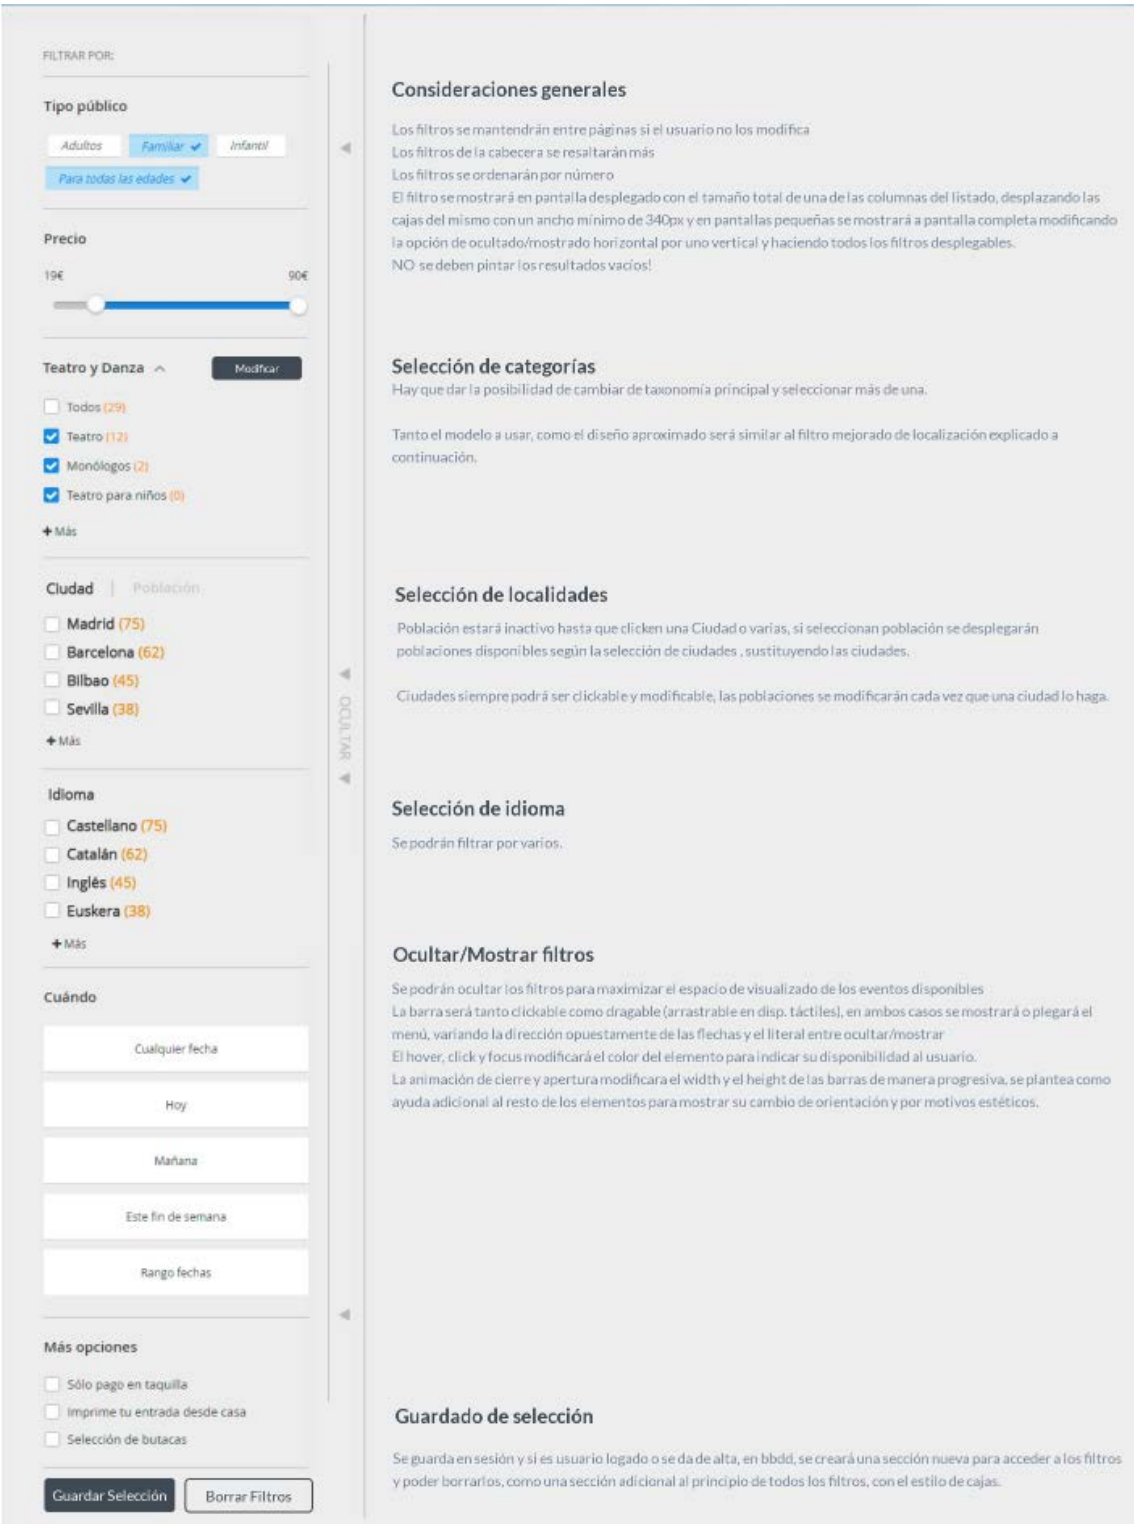 FILTRAR POR:
Tipo público
Adultos
Familiar
Infantil
Para todas las edades
Precio
19€
90€
Teatro y Danza
Modificar
Todos (29)
Teatro (12)
Monólogos (2)
Teatro para niños (0)
+ Más
Ciudad | Población
Madrid (75)
Barcelona (62)
Bilbao (45)
Sevilla (38)
+ Más
Idioma
Castellano (75)
Catalán (62)
Inglés (45)
Euskera (38)
+ Más
Cuándo
Cualquier fecha
Hoy
Mañana
Este fin de semana
Rango fechas
Más opciones
Sólo pago en taquilla
Imprime tu entrada desde casa
Selección de butacas
Guardar Selección
Borrar Filtros
OCULTAR
Consideraciones generales
Los filtros se mantendrán entre páginas si el usuario no los modifica
Los filtros de la cabecera se resaltarán más
Los filtros se ordenarán por número
El filtro se mostrará en pantalla desplegado con el tamaño total de una de las columnas del listado, desplazando las
cajas del mismo con un ancho mínimo de 340px y en pantallas pequeñas se mostrará a pantalla completa modificando
la opción de ocultado/mostrado horizontal por uno vertical y haciendo todos los filtros desplegables.
NO se deben pintar los resultados vacíos!
Selección de categorías
Hay que dar la posibilidad de cambiar de taxonomía principal y seleccionar más de una.
Tanto el modelo a usar, como el diseño aproximado será similar al filtro mejorado de localización explicado a
continuación.
Selección de localidades
Población estará inactivo hasta que clicken una Ciudad o varias, si seleccionan población se desplegarán
poblaciones disponibles según la selección de ciudades , sustituyendo las ciudades.
Ciudades siempre podrá ser clickable y modificable, las poblaciones se modificarán cada vez que una ciudad lo haga.
Selección de idioma
Se podrán filtrar por varios.
Ocultar/Mostrar filtros
Se podrán ocultar los filtros para maximizar el espacio de visualizado de los eventos disponibles
La barra será tanto clickable como dragable (arrastrable en disp. táctiles), en ambos casos se mostrará o plegará el
menú, variando la dirección opuestamente de las flechas y el literal entre ocultar/mostrar
El hover, click y focus modificará el color del elemento para indicar su disponibilidad al usuario.
La animación de cierre y apertura modificara el width y el height de las barras de manera progresiva, se plantea como
ayuda adicional al resto de los elementos para mostrar su cambio de orientación y por motivos estéticos.
Guardado de selección
Se guarda en sesión y si es usuario logado o se da de alta, en bbdd, se creará una sección nueva para acceder a los filtros
y poder borrarlos, como una sección adicional al principio de todos los filtros, con el estilo de cajas.